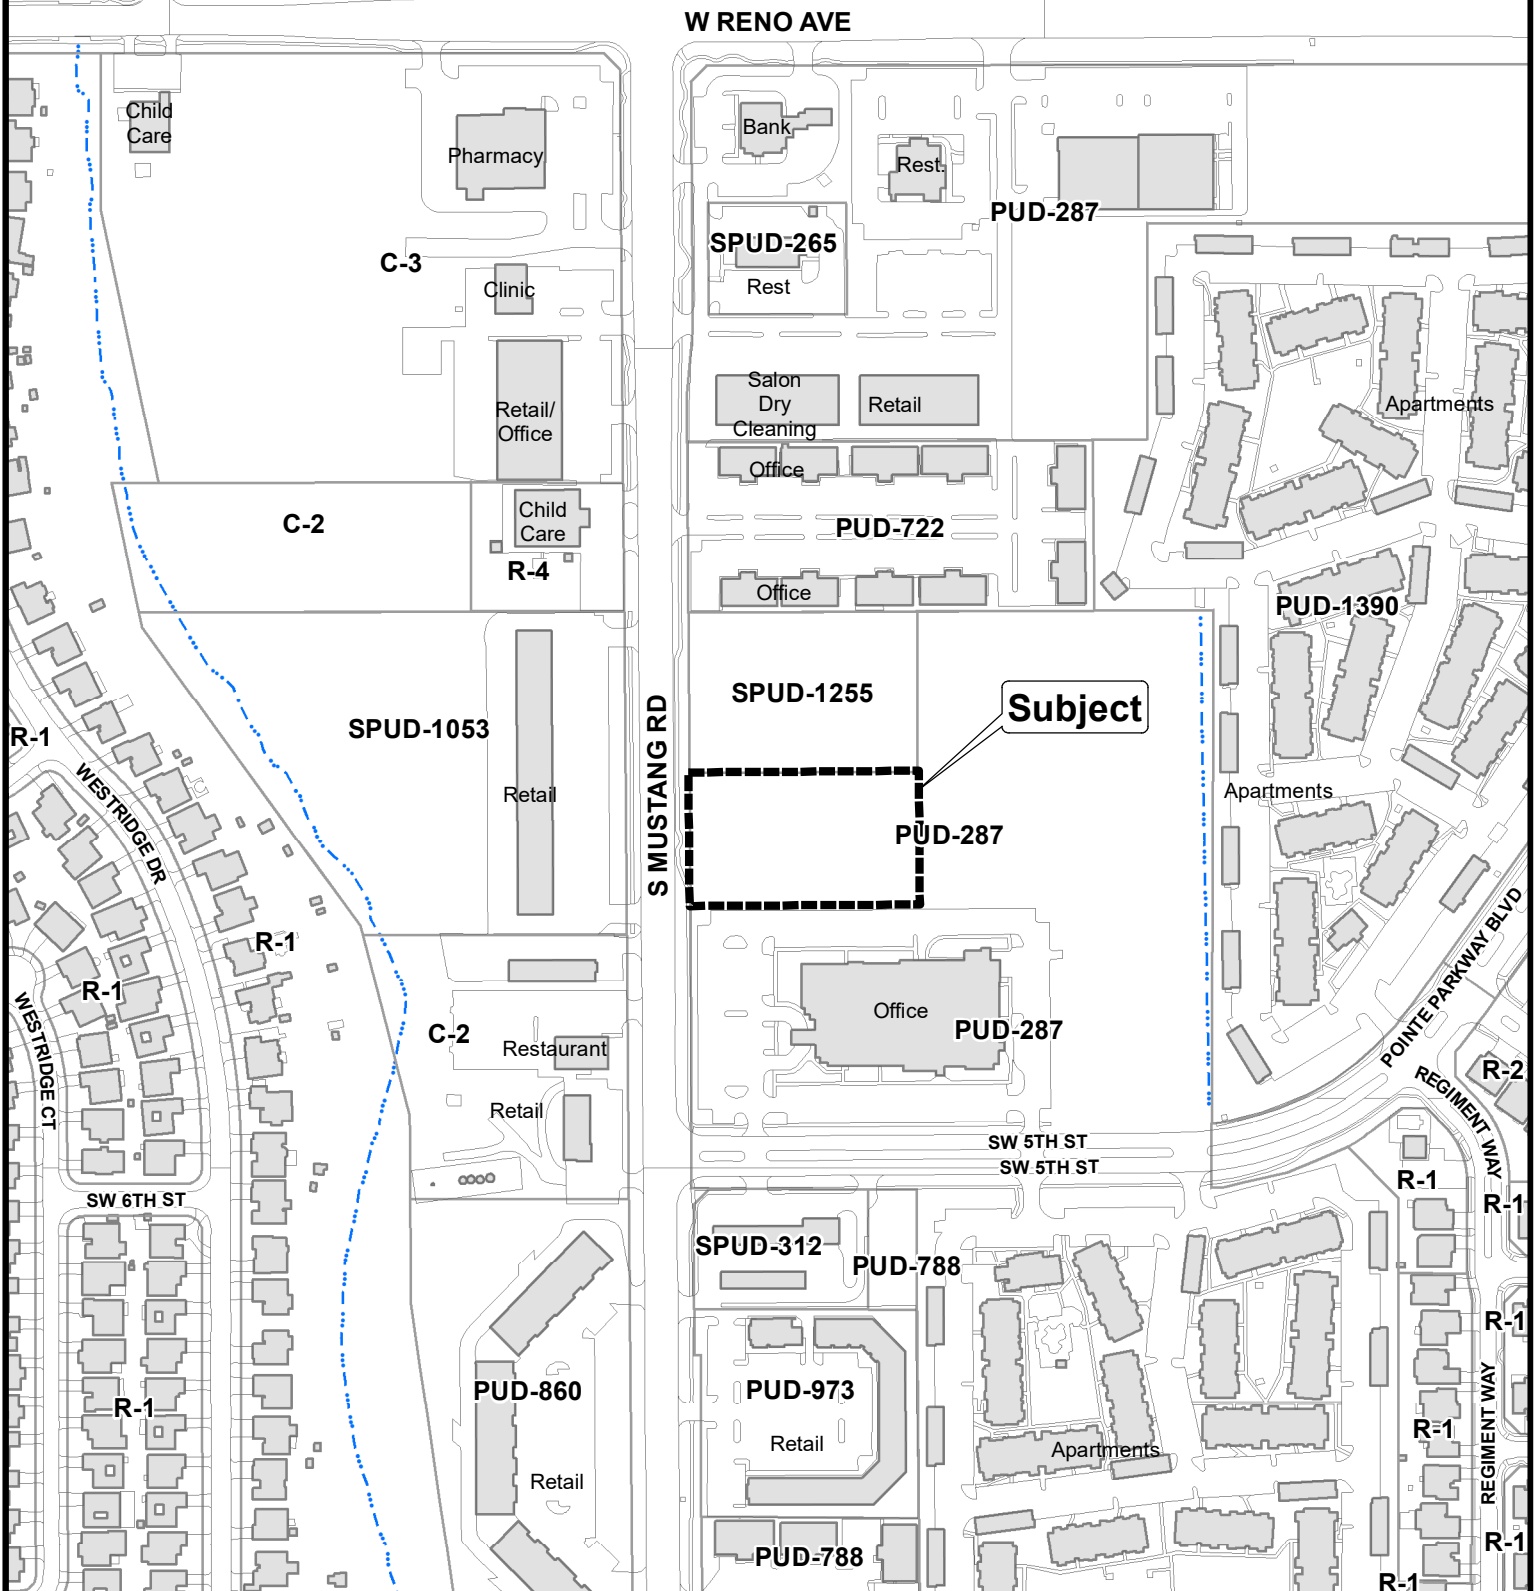 W RENO AVE
Child
Care
Pharmacy
Bank
Rest.
PUD-287
SPUD-265
Rest
C-3
Clinic
Salon
Dry
Cleaning
Retail
Retail/
Office
Apartments
Office
C-2
Child
Care
R-4
PUD-722
Office
PUD-1390
SPUD-1255
Subject
SPUD-1053
R-1
S MUSTANG RD
Retail
Apartments
WESTRIDGE DR
PUD-287
R-1
R-1
WESTRIDGE CT
Office
PUD-287
C-2
Restaurant
Retail
POINTE PARKWAY BLVD
R-2
REGIMENT WAY
SW 5TH ST
SW 5TH ST
R-1
R-1
SW 6TH ST
SPUD-312
PUD-788
R-1
PUD-860
PUD-973
R-1
Retail
Apartments
R-1
REGIMENT WAY
Retail
PUD-788
R-1
R-1